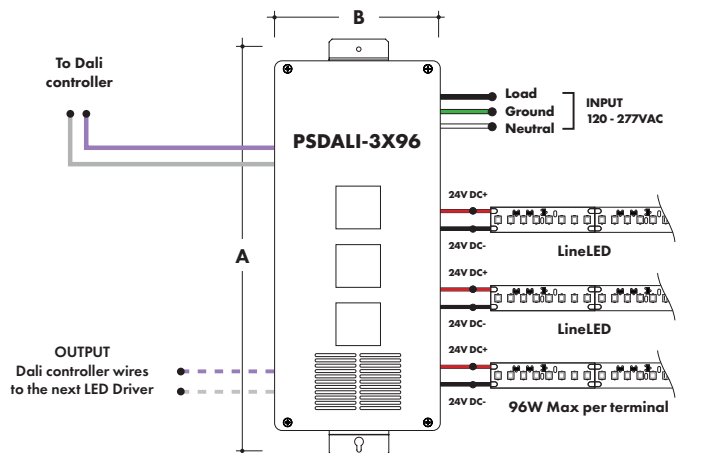 B
To Dali
controller
Load
Ground
Neutral
INPUT
120 - 277VAC
PSDALI-3X96
24V DC+
24V DC-
LineLED
A
24V DC+
24V DC-
LineLED
OUTPUT
Dali controller wires
to the next LED Driver
24V DC+
24V DC-
96W Max per terminal